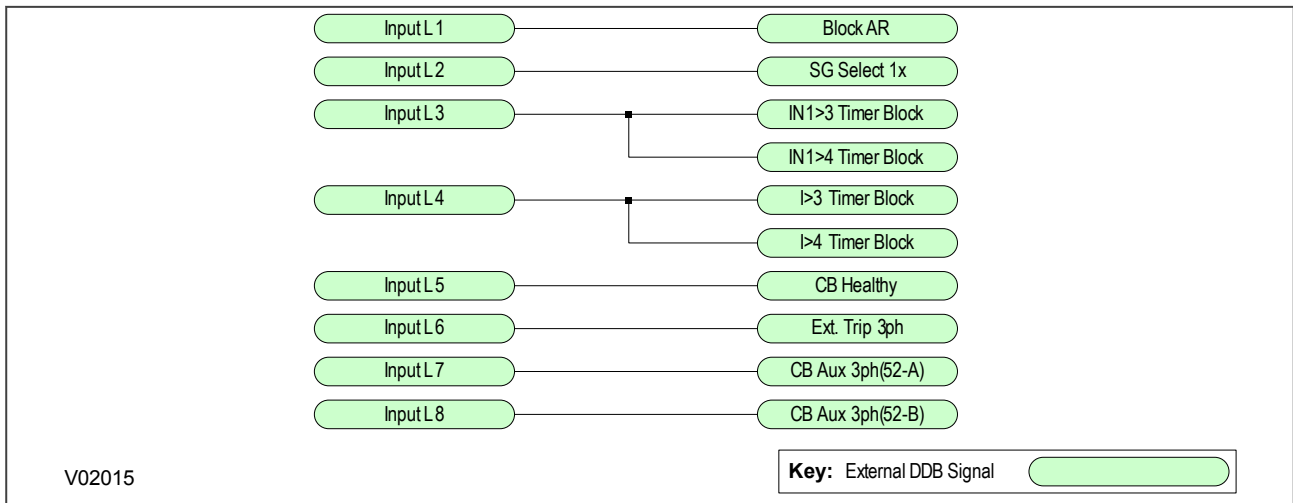 Input L1 Block AR
Input L2 SG Select 1x
Input L3 IN1>3 Timer Block
IN1>4 Timer Block
Input L4 I>3 Timer Block
I>4 Timer Block
Input L5 CB Healthy
Input L6 Ext. Trip 3ph
Input L7 CB Aux 3ph(52-A)
Input L8 CB Aux 3ph(52-B)
V02015 Key: External DDB Signal